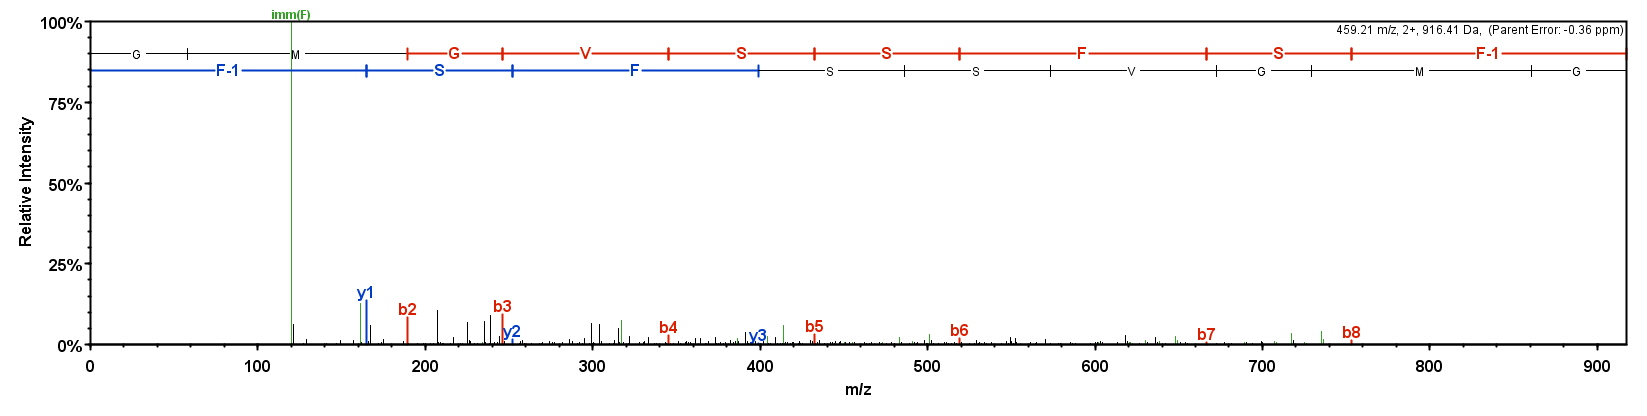 imm(F)
100%
459.21 m/z, 2+, 916.41 Da, (Parent Error: -0.36 ppm)
G M G V S S F S F-1
F-1 S F S S V G M G
75%
50%
25%
0%
Relative Intensity
y1 b2 b3 y2 b4 y3 b5 b6 b7 b8
0 100 200 300 400 500 600 700 800 900
m/z